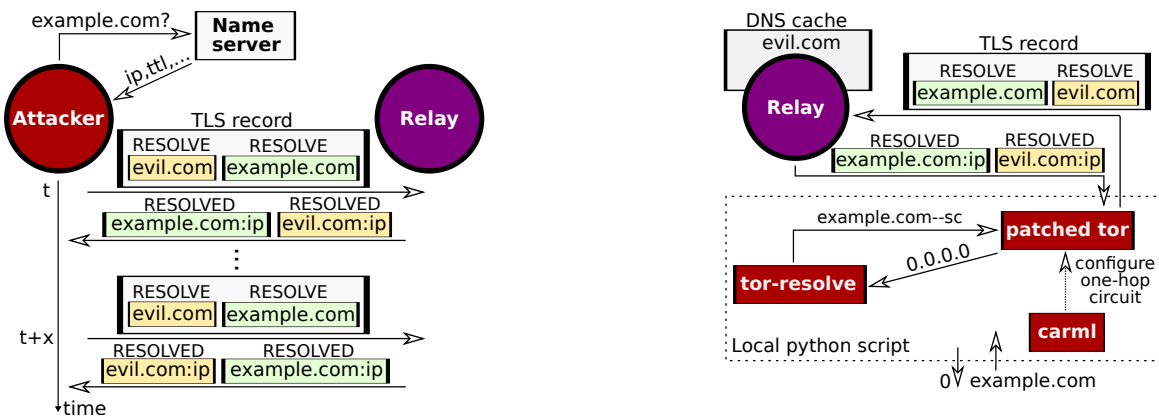 example.com?
Name
server
ip,ttl,...
Attacker
Relay
TLS record
RESOLVE RESOLVE
evil.com example.com
t
RESOLVED RESOLVED
example.com:ip evil.com:ip
...
RESOLVE RESOLVE
evil.com example.com
t+x
RESOLVED RESOLVED
evil.com:ip example.com:ip
time
DNS cache
evil.com
Relay
TLS record
RESOLVE RESOLVE
example.com evil.com
RESOLVED RESOLVED
example.com:ip evil.com:ip
example.com--sc
patched tor
0.0.0.0
tor-resolve
configure
one-hop
circuit
carml
Local python script
0 example.com